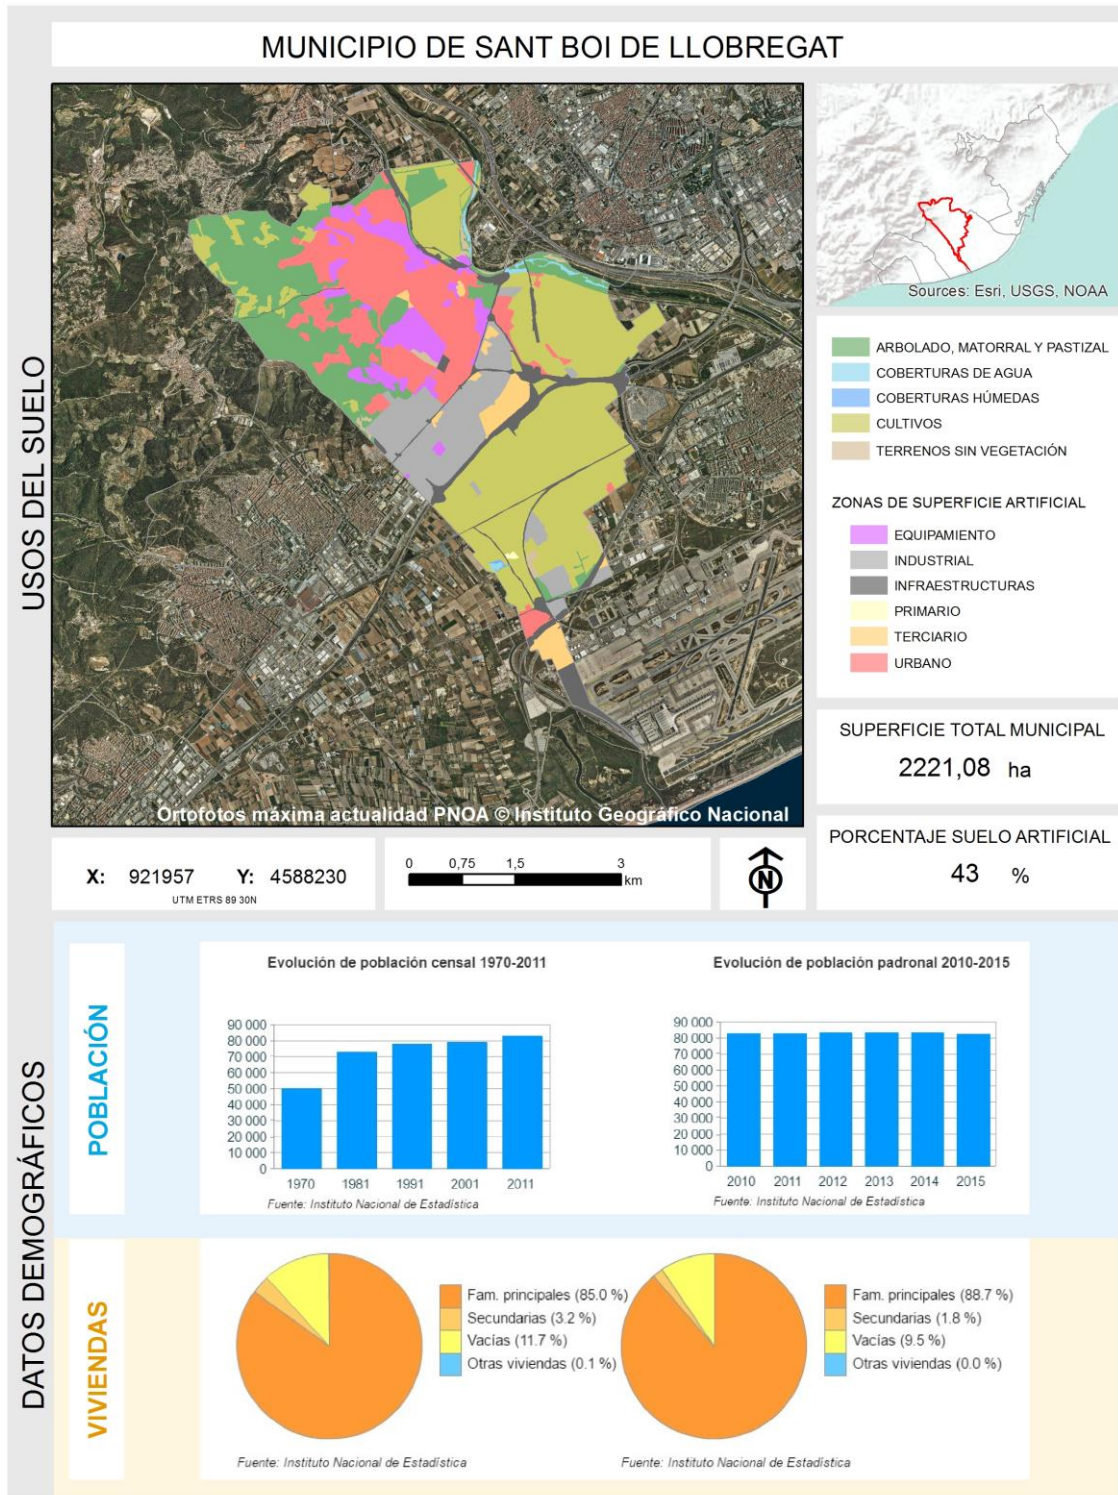 MUNICIPIO DE SANT BOI DE LLOBREGAT
USOS DEL SUELO
Ortofotos máxima actualidad PNOA © Instituto Geográfico Nacional
Sources: Esri, USGS, NOAA
ARBOLADO, MATORRAL Y PASTIZAL
COBERTURAS DE AGUA
COBERTURAS HÚMEDAS
CULTIVOS
TERRENOS SIN VEGETACIÓN
ZONAS DE SUPERFICIE ARTIFICIAL
EQUIPAMIENTO
INDUSTRIAL
INFRAESTRUCTURAS
PRIMARIO
TERCIARIO
URBANO
SUPERFICIE TOTAL MUNICIPAL
2221,08 ha
PORCENTAJE SUELO ARTIFICIAL
43 %
X: 921957 Y: 4588230
UTM ETRS 89 30N
0 0,75 1,5 3
km
N
DATOS DEMOGRÁFICOS
POBLACIÓN
Evolución de población censal 1970-2011
90 000
80 000
70 000
60 000
50 000
40 000
30 000
20 000
10 000
0
1970 1981 1991 2001 2011
Fuente: Instituto Nacional de Estadística
Evolución de población padronal 2010-2015
90 000
80 000
70 000
60 000
50 000
40 000
30 000
20 000
10 000
0
2010 2011 2012 2013 2014 2015
Fuente: Instituto Nacional de Estadística
VIVIENDAS
Fam. principales (85.0 %)
Secundarias (3.2 %)
Vacías (11.7 %)
Otras viviendas (0.1 %)
Fuente: Instituto Nacional de Estadística
Fam. principales (88.7 %)
Secundarias (1.8 %)
Vacías (9.5 %)
Otras viviendas (0.0 %)
Fuente: Instituto Nacional de Estadística